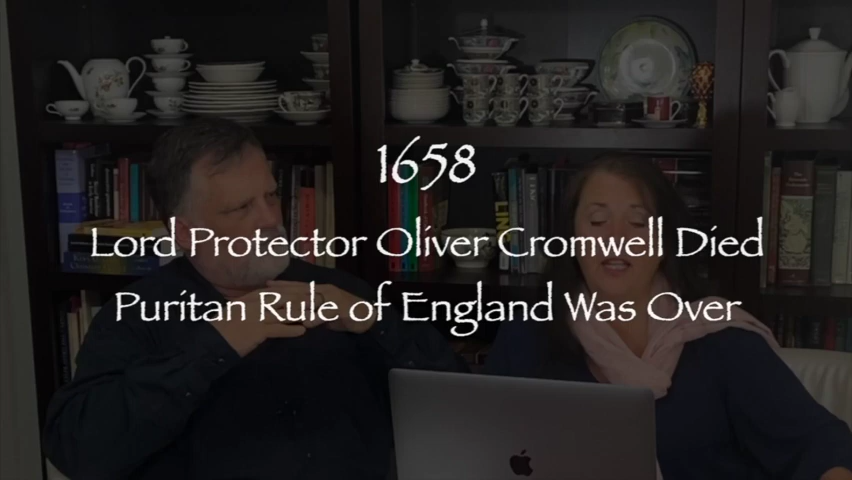 1658
Lord Protector Oliver Cromwell Died
Puritan Rule of England Was Over